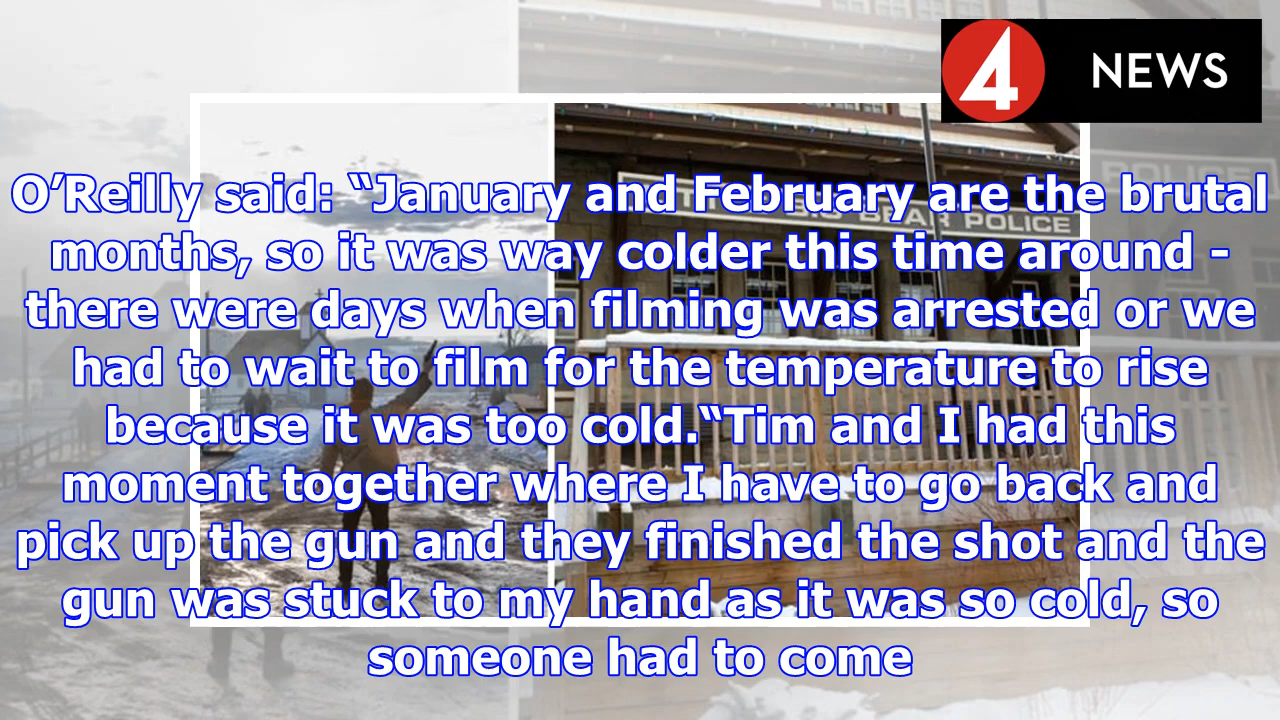 4 NEWS
O’Reilly said: “January and February are the brutal
months, so it was way colder this time around -
there were days when filming was arrested or we
had to wait to film for the temperature to rise
because it was too cold.“Tim and I had this
moment together where I have to go back and
pick up the gun and they finished the shot and the
gun was stuck to my hand as it was so cold, so
someone had to come
BIG BEAR POLICE
POLICE